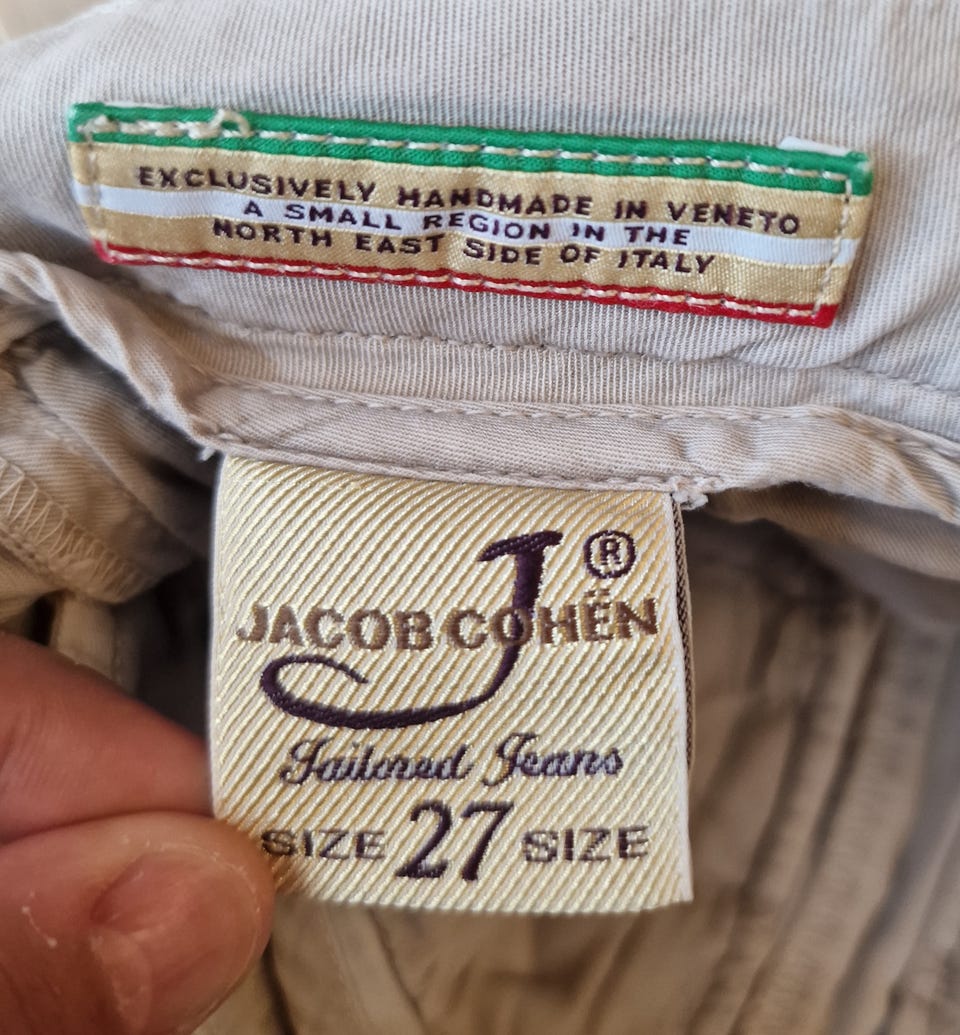 EXCLUSIVELY HANDMADE IN VENETO
A SMALL REGION IN THE
NORTH EAST SIDE OF ITALY
J ®
JACOB COHËN
Tailored Jeans
SIZE 27 SIZE